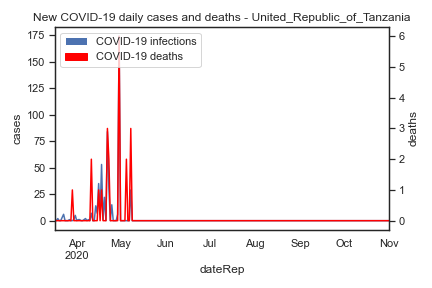 New COVID-19 daily cases and deaths - United_Republic_of_Tanzania
COVID-19 infections
COVID-19 deaths
175
150
125
100
75
50
25
0
cases
6
5
4
3
2
1
0
deaths
Apr
2020
May
Jun
Jul
Aug
Sep
Oct
Nov
dateRep